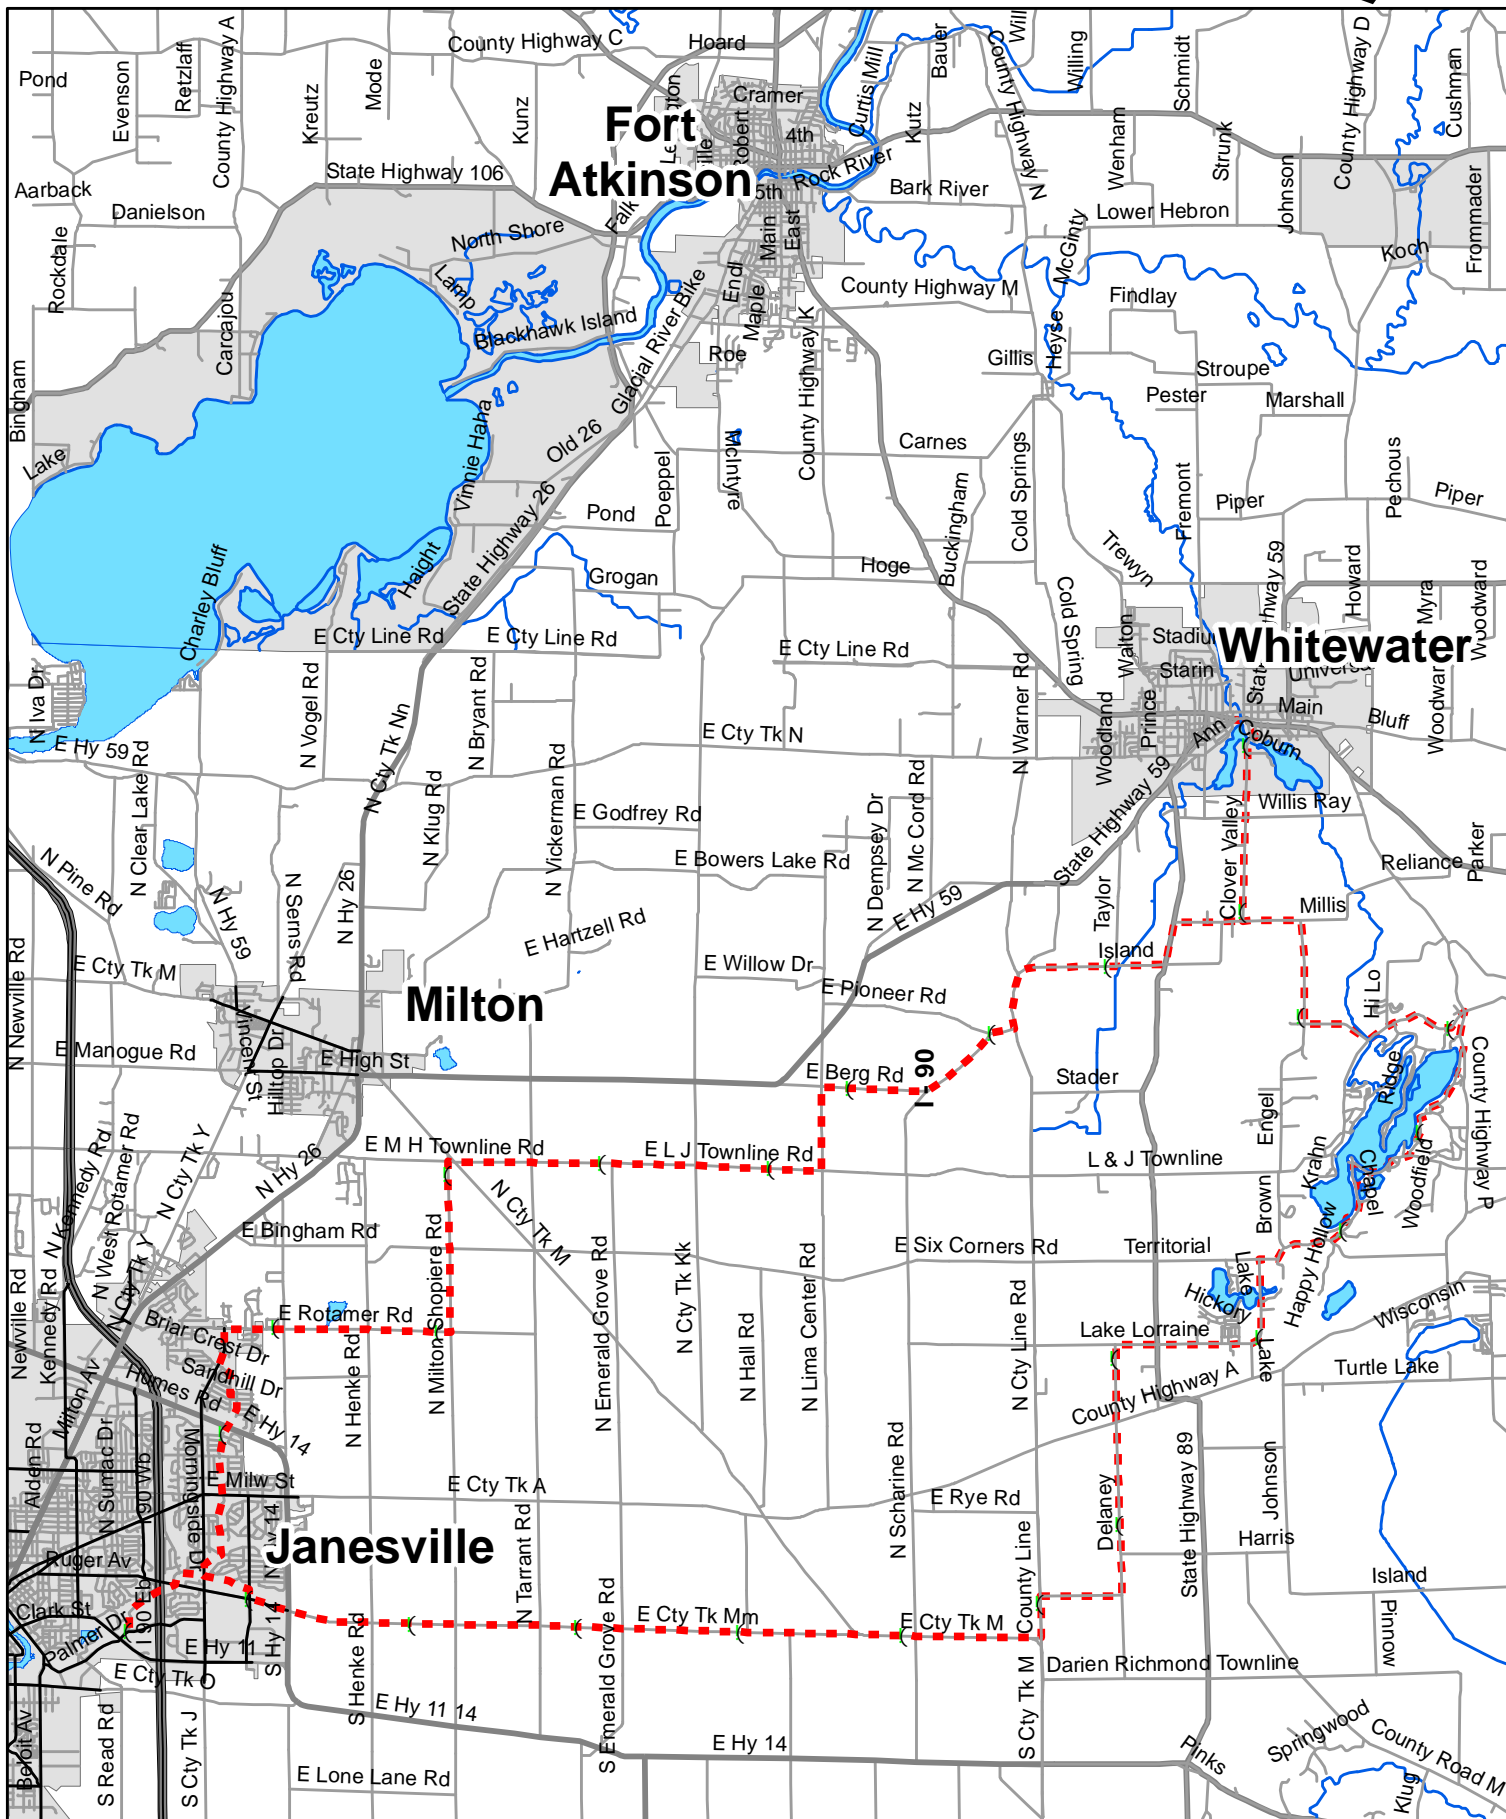 County Highway C
Hoard
Pond
Evenson
Retzlaff
County Highway A
Kreutz
Mode
Kunz
Cramer
Robert
4th
Curtis Mill
Kutz
Bauer
County Highway N
Will
Willing
Wenham
Schmidt
Strunk
Johnson
County Highway D
Cushman
Fort
Atkinson
State Highway 106
Aarback
Danielson
Rockdale
Carcajou
Falk
5th
Rock River
Bark River
Lower Hebron
McGinty
Koch
Frommader
North Shore
Lamp
Blackhawk Island
Glacial River Bike
Endl
Main
East
Maple
Roe
County Highway K
County Highway M
Findlay
Heyse
Gillis
Stroupe
Pester
Marshall
Bingham
Lake
Vinnie Haha
Old 26
Carnes
Cold Springs
McIntyre
Poeppel
Pond
State Highway 26
Haight
Charley Bluff
Grogan
Hoge
Buckingham
Fremont
Piper
Pechous
Piper
Trewyn
Cold Spring
Howard
Myra
Woodward
E Cty Line Rd
E Cty Line Rd
E Cty Line Rd
Walton
Starin
Whitewater
Main
Bluff
N Iva Dr
E Hy 59
N Clear Lake Rd
N Vogel Rd
N Cty Tk Nn
N Bryant Rd
N Klug Rd
N Vickerman Rd
E Cty Tk N
N Warner Rd
Woodland
Prince
Ann
Coburn
Willis Ray
E Godfrey Rd
E Bowers Lake Rd
N Dempsey Dr
N Mc Cord Rd
State Highway 59
Clover Valley
Reliance
Parker
N Pine Rd
N Hy 59
N Serns Rd
N Hy 26
E Hartzell Rd
E Hy 59
Taylor
Millis
N Newville Rd
E Cty Tk M
E Willow Dr
E Pioneer Rd
Island
Hi Lo
Milton
Vincent St
Hilltop Dr
E Manogue Rd
E High St
E Berg Rd
I-90
Stader
Engel
Ridge
County Highway P
N Kennedy Rd
N West Rotamer Rd
N Cty Tk Y
N Hy 26
E M H Townline Rd
E L J Townline Rd
L & J Townline
Krahn
Chapel
Woodfield
Brown
E Bingham Rd
N Cty Tk M
E Six Corners Rd
Territorial
Happy Hollow
Lake
Hickory
Wisconsin
Newville Rd
Kennedy Rd
N Cty Tk Y
Briar Crest Dr
E Rotamer Rd
N Milton-Shopiere Rd
N Emerald Grove Rd
N Cty Tk Kk
N Hall Rd
N Lima Center Rd
N Cty Line Rd
Lake Lorraine
Lake
Turtle Lake
County Highway A
Milton Av
Humes Rd
Sandhill Dr
E Hy 14
N Henke Rd
Alden Rd
N Sumac Dr
I 90 Wb
Morningside Dr
E Milw St
E Cty Tk A
N Scharine Rd
E Rye Rd
Delaney
State Highway 89
Johnson
Harris
Janesville
N Hy 14
Ruger Av
N Tarrant Rd
Island
Clark St
Palmer Dr
I 90 Eb
E Hy 11
S Hy 14
E Cty Tk O
S Henke Rd
E Cty Tk Mm
E Cty Tk M
County Line
Pinnow
Darien Richmond Townline
E Hy 11 14
S Emerald Grove Rd
E Hy 14
S Cty Tk M
Beloit Av
S Read Rd
S Cty Tk J
E Lone Lane Rd
Pinks
Springwood
County Road M
Klug